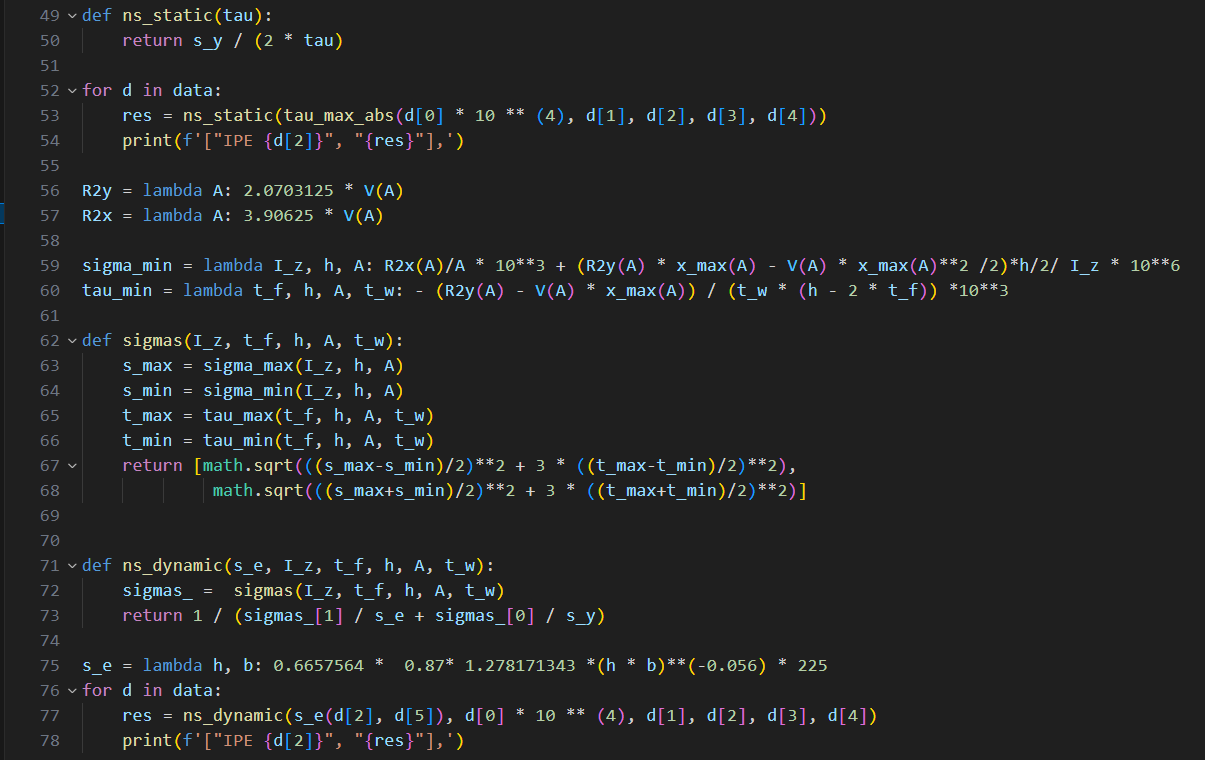 49 def ns_static(tau):
50     return s_y / (2 * tau)
51
52 for d in data:
53     res = ns_static(tau_max_abs(d[0] * 10 ** (4), d[1], d[2], d[3], d[4]))
54     print(f'["IPE {d[2]}", "{res}"],')
55
56 R2y = lambda A: 2.0703125 * V(A)
57 R2x = lambda A: 3.90625 * V(A)
58
59 sigma_min = lambda I_z, h, A: R2x(A)/A * 10**3 + (R2y(A) * x_max(A) - V(A) * x_max(A)**2 /2)*h/2/ I_z * 10**6
60 tau_min = lambda t_f, h, A, t_w: - (R2y(A) - V(A) * x_max(A)) / (t_w * (h - 2 * t_f)) *10**3
61
62 def sigmas(I_z, t_f, h, A, t_w):
63     s_max = sigma_max(I_z, h, A)
64     s_min = sigma_min(I_z, h, A)
65     t_max = tau_max(t_f, h, A, t_w)
66     t_min = tau_min(t_f, h, A, t_w)
67     return [math.sqrt(((s_max-s_min)/2)**2 + 3 * ((t_max-t_min)/2)**2),
68              math.sqrt(((s_max+s_min)/2)**2 + 3 * ((t_max+t_min)/2)**2)]
69
70
71 def ns_dynamic(s_e, I_z, t_f, h, A, t_w):
72     sigmas_ =  sigmas(I_z, t_f, h, A, t_w)
73     return 1 / (sigmas_[1] / s_e + sigmas_[0] / s_y)
74
75 s_e = lambda h, b: 0.6657564 *  0.87* 1.278171343 *(h * b)**(-0.056) * 225
76 for d in data:
77     res = ns_dynamic(s_e(d[2], d[5]), d[0] * 10 ** (4), d[1], d[2], d[3], d[4])
78     print(f'["IPE {d[2]}", "{res}"],')